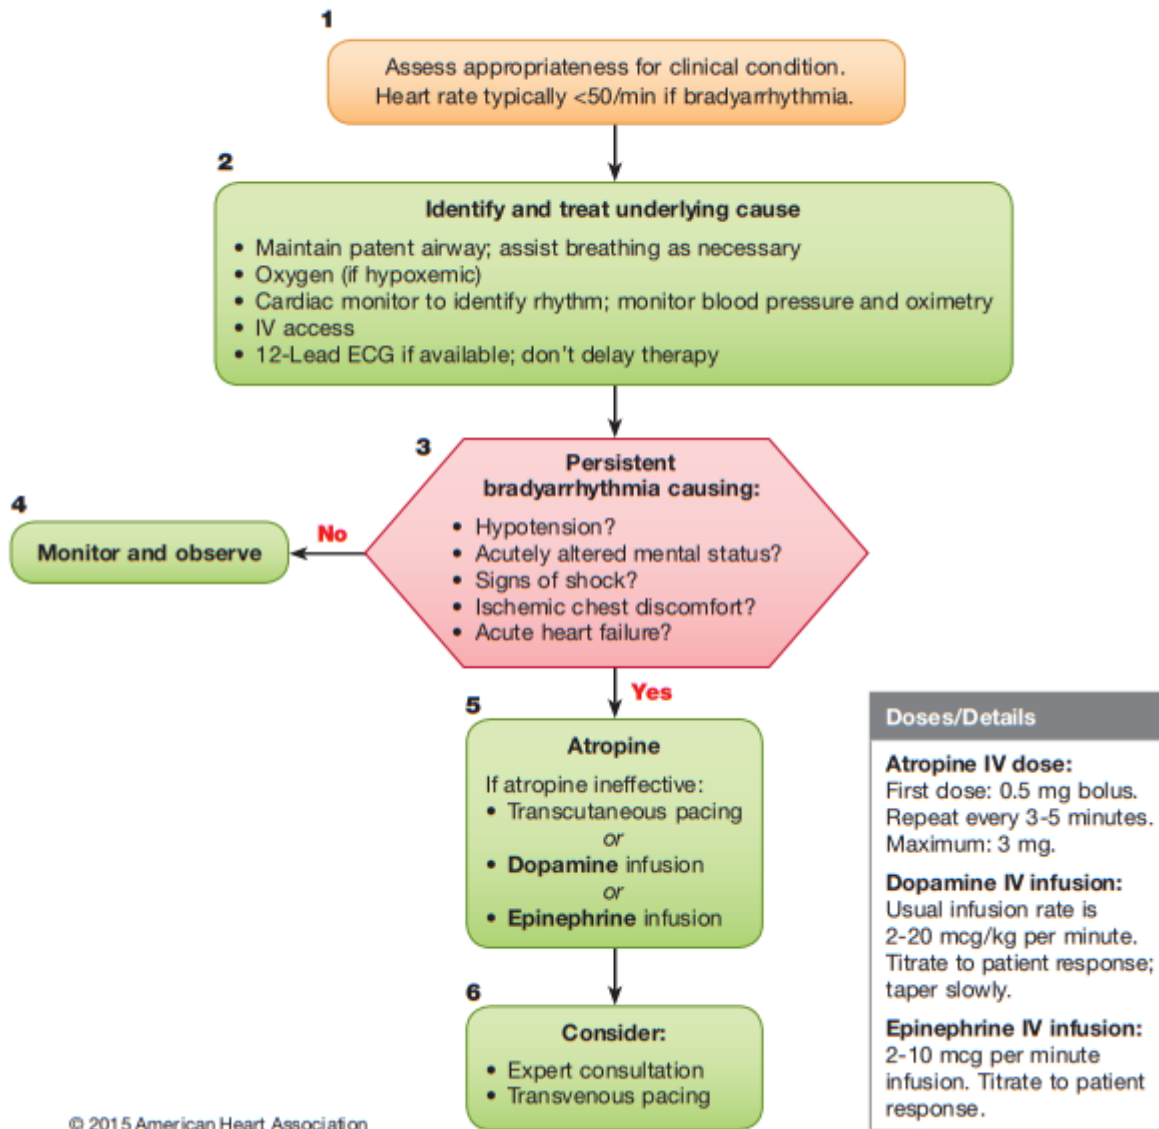 1
Assess appropriateness for clinical condition.
Heart rate typically <50/min if bradyarrhythmia.
2
Identify and treat underlying cause
• Maintain patent airway; assist breathing as necessary
• Oxygen (if hypoxemic)
• Cardiac monitor to identify rhythm; monitor blood pressure and oximetry
• IV access
• 12-Lead ECG if available; don't delay therapy
3
Persistent
bradyarrhythmia causing:
• Hypotension?
• Acutely altered mental status?
• Signs of shock?
• Ischemic chest discomfort?
• Acute heart failure?
No
4
Monitor and observe
Yes
5
Atropine
If atropine ineffective:
• Transcutaneous pacing
or
• Dopamine infusion
or
• Epinephrine infusion
6
Consider:
• Expert consultation
• Transvenous pacing
Doses/Details
Atropine IV dose:
First dose: 0.5 mg bolus.
Repeat every 3-5 minutes.
Maximum: 3 mg.
Dopamine IV infusion:
Usual infusion rate is
2-20 mcg/kg per minute.
Titrate to patient response;
taper slowly.
Epinephrine IV infusion:
2-10 mcg per minute
infusion. Titrate to patient
response.
© 2015 American Heart Association